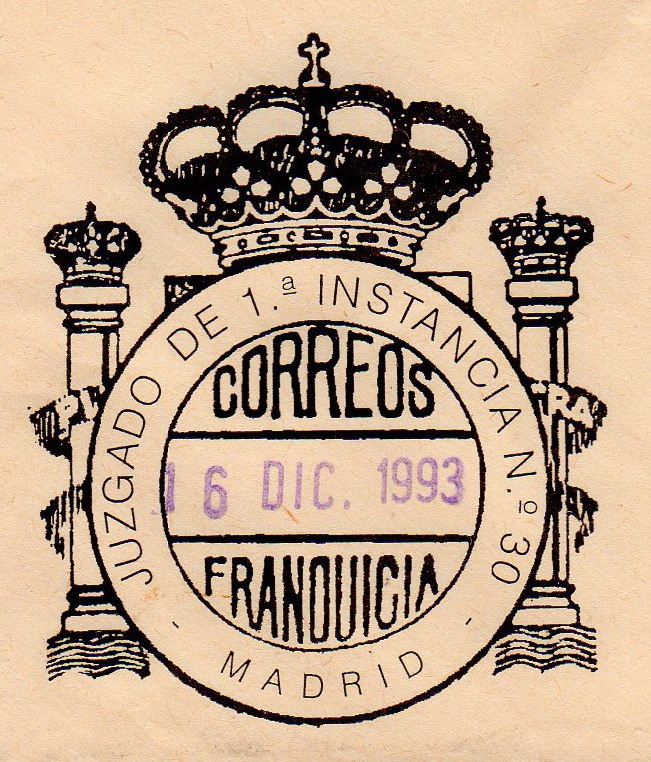 JUZGADO DE 1.ª INSTANCIA N.º 30
CORREOS
16 DIC. 1993
FRANQUICIA
- MADRID -